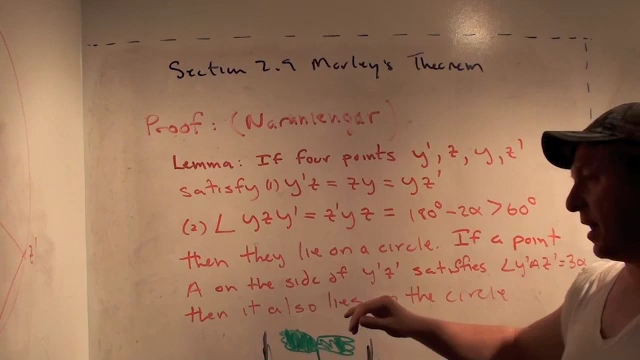 Section 2.9 Morley's Theorem
Proof: (Naraniengar)
Lemma: If four points y', z, y, z'
satisfy (1) y'z = zy = yz'
(2) ∠yzy' = z'yz = 180° - 2α > 60°
then they lie on a circle. If a point
A on the side of y'z' satisfies ∠y'Az' = 3α
then it also lies the circle
z'